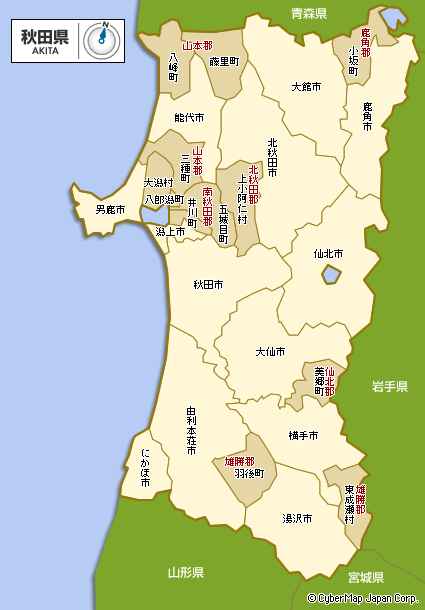 青森県
秋田県
AKITA
山本郡
八峰町
藤里町
鹿角郡
小坂町
大館市
鹿角市
能代市
北秋田市
山本郡
三種町
大潟村
八郎潟町
北秋田郡
上小阿仁村
男鹿市
井川町
南秋田郡
五城目町
潟上市
仙北市
秋田市
大仙市
仙北郡
美郷町
岩手県
由利本荘市
横手市
にかほ市
雄勝郡
羽後町
雄勝郡
東成瀬村
湯沢市
山形県
宮城県
© CyberMap Japan Corp.